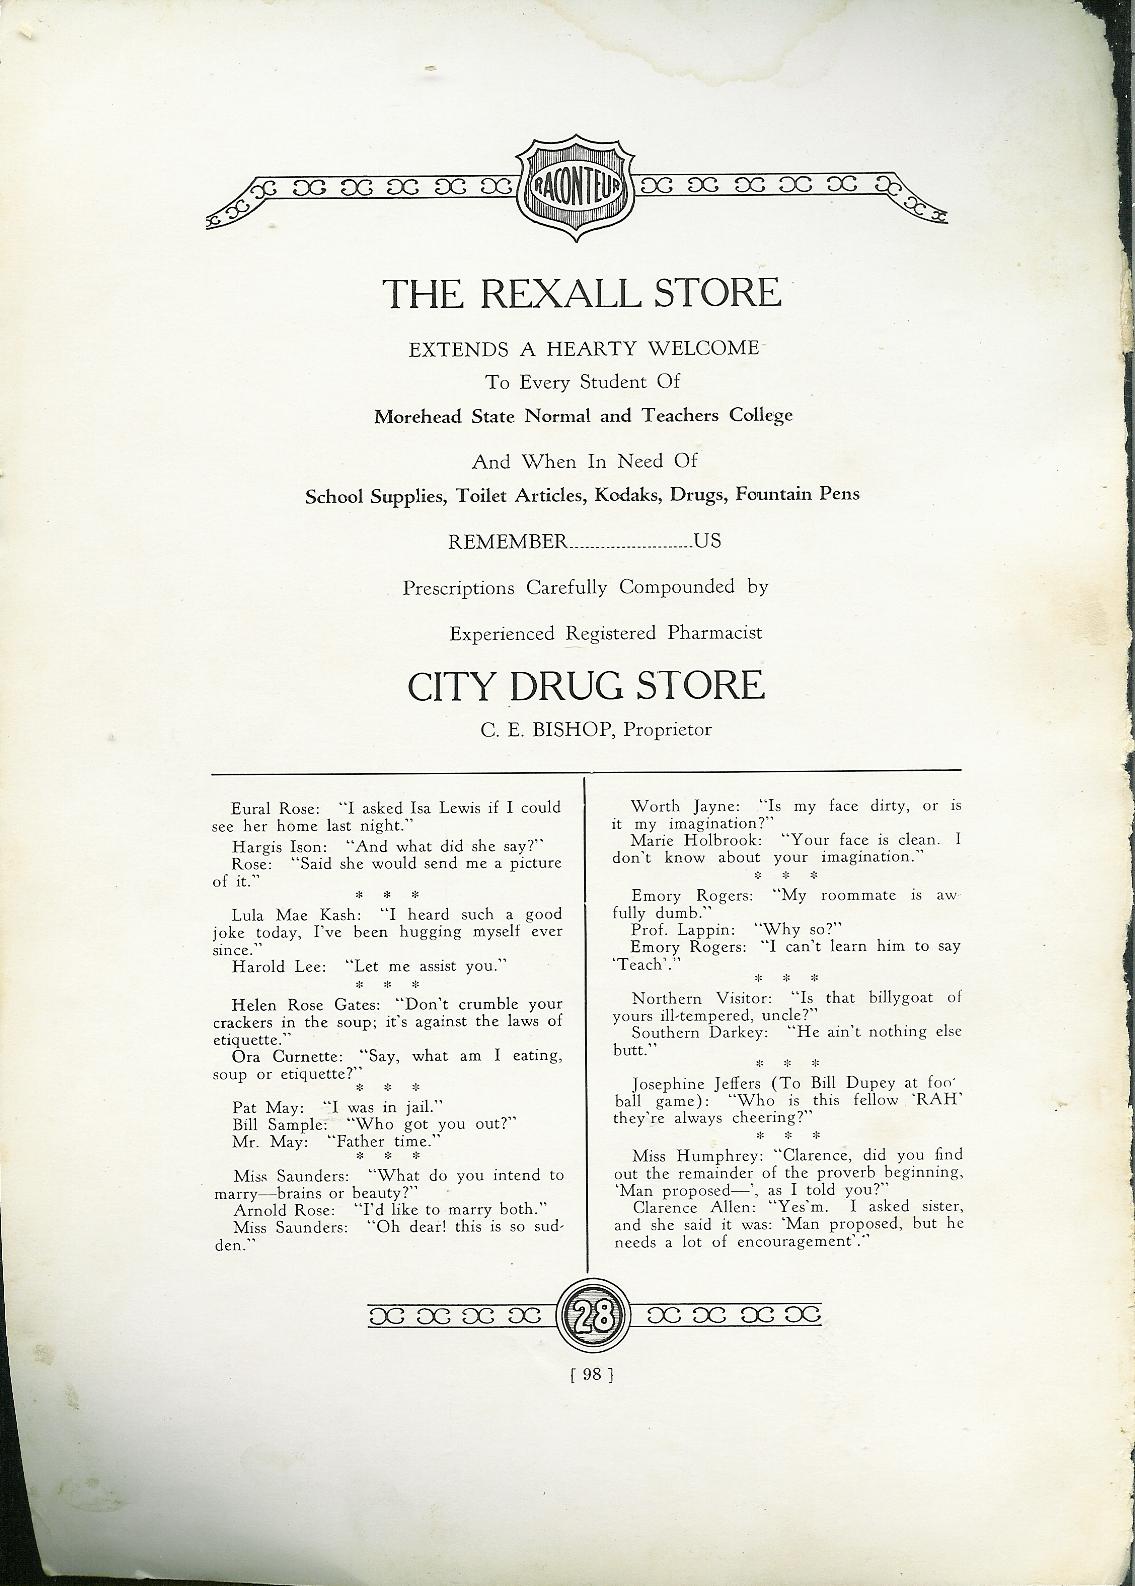 RACONTEUR
THE REXALL STORE
EXTENDS A HEARTY WELCOME
To Every Student Of
Morehead State Normal and Teachers College
And When In Need Of
School Supplies, Toilet Articles, Kodaks, Drugs, Fountain Pens
REMEMBER........................US
Prescriptions Carefully Compounded by
Experienced Registered Pharmacist
CITY DRUG STORE
C. E. BISHOP, Proprietor
Eural Rose: "I asked Isa Lewis if I could
see her home last night."
Hargis Ison: "And what did she say?"
Rose: "Said she would send me a picture
of it."
* * *
Lula Mae Kash: "I heard such a good
joke today, I've been hugging myself ever
since."
Harold Lee: "Let me assist you."
* * *
Helen Rose Gates: "Don't crumble your
crackers in the soup; it's against the laws of
etiquette."
Ora Curnette: "Say, what am I eating,
soup or etiquette?"
* * *
Pat May: "I was in jail."
Bill Sample: "Who got you out?"
Mr. May: "Father time."
* * *
Miss Saunders: "What do you intend to
marry—brains or beauty?"
Arnold Rose: "I'd like to marry both."
Miss Saunders: "Oh dear! this is so sud-
den."
Worth Jayne: "Is my face dirty, or is
it my imagination?"
Marie Holbrook: "Your face is clean. I
don't know about your imagination."
* * *
Emory Rogers: "My roommate is aw-
fully dumb."
Prof. Lappin: "Why so?"
Emory Rogers: "I can't learn him to say
'Teach'."
* * *
Northern Visitor: "Is that billygoat of
yours ill-tempered, uncle?"
Southern Darkey: "He ain't nothing else
butt."
* * *
Josephine Jeffers (To Bill Dupey at foo-
ball game): "Who is this fellow 'RAH'
they're always cheering?"
* * *
Miss Humphrey: "Clarence, did you find
out the remainder of the proverb beginning,
'Man proposed—', as I told you?"
Clarence Allen: "Yes'm. I asked sister,
and she said it was: 'Man proposed, but he
needs a lot of encouragement'."
28
[ 98 ]